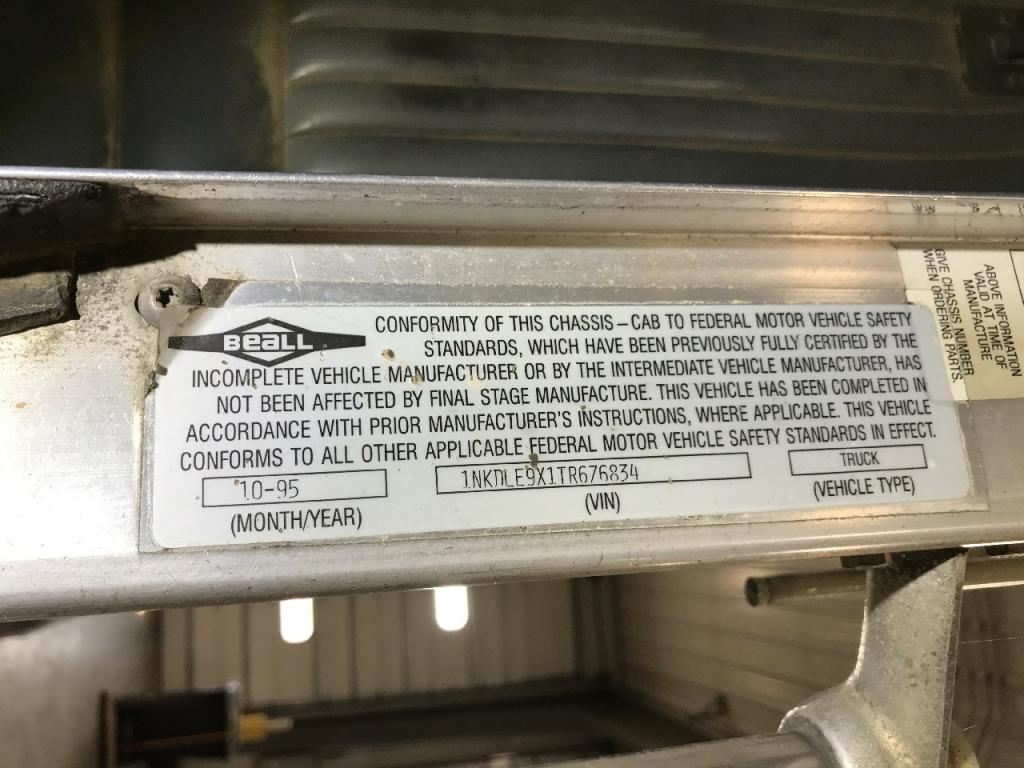 BeALL
CONFORMITY OF THIS CHASSIS – CAB TO FEDERAL MOTOR VEHICLE SAFETY
STANDARDS, WHICH HAVE BEEN PREVIOUSLY FULLY CERTIFIED BY THE
INCOMPLETE VEHICLE MANUFACTURER OR BY THE INTERMEDIATE VEHICLE MANUFACTURER, HAS
NOT BEEN AFFECTED BY FINAL STAGE MANUFACTURE. THIS VEHICLE HAS BEEN COMPLETED IN
ACCORDANCE WITH PRIOR MANUFACTURER'S INSTRUCTIONS, WHERE APPLICABLE. THIS VEHICLE
CONFORMS TO ALL OTHER APPLICABLE FEDERAL MOTOR VEHICLE SAFETY STANDARDS IN EFFECT.
10-95
1NKDLE9X1TR676834
TRUCK
(MONTH/YEAR)
(VIN)
(VEHICLE TYPE)
ABOVE INFORMATION
VALID AT TIME OF
MANUFACTURE
GIVE CHASSIS NUMBER
WHEN ORDERING PARTS.